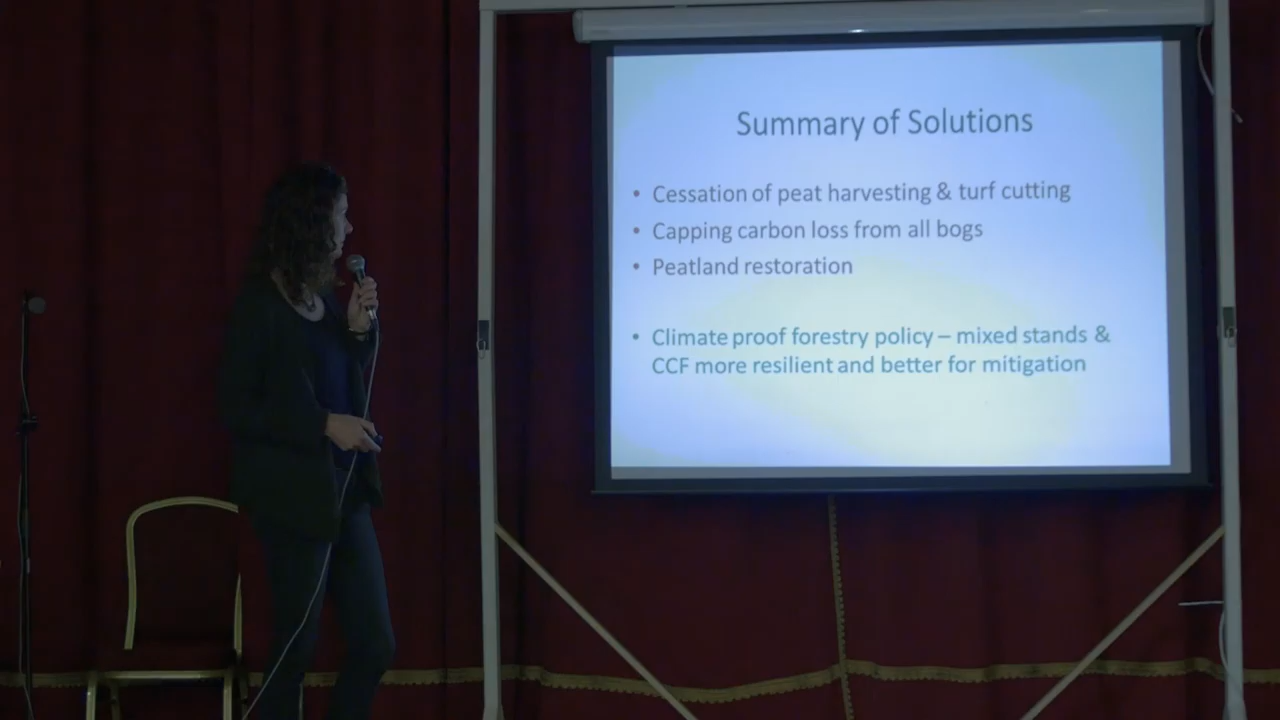 Summary of Solutions
• Cessation of peat harvesting & turf cutting
• Capping carbon loss from all bogs
• Peatland restoration
• Climate proof forestry policy – mixed stands &
CCF more resilient and better for mitigation